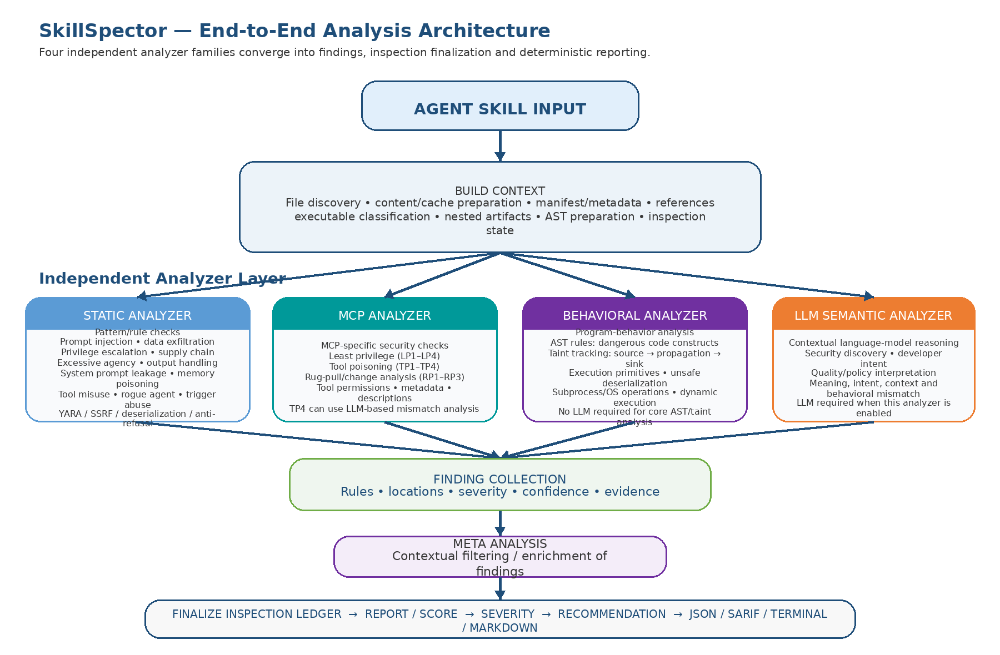 SkillSpector — End-to-End Analysis Architecture
Four independent analyzer families converge into findings, inspection finalization and deterministic reporting.
AGENT SKILL INPUT
BUILD CONTEXT
File discovery • content/cache preparation • manifest/metadata • references
executable classification • nested artifacts • AST preparation • inspection
state
Independent Analyzer Layer
STATIC ANALYZER
Pattern/rule checks
Prompt injection • data exfiltration
Privilege escalation • supply chain
Excessive agency • output handling
System prompt leakage • memory
poisoning
Tool misuse • rogue agent • trigger
abuse
YARA / SSRF / deserialization / anti-
refusal
MCP ANALYZER
MCP-specific security checks
Least privilege (LP1–LP4)
Tool poisoning (TP1–TP4)
Rug-pull/change analysis (RP1–RP3)
Tool permissions • metadata •
descriptions
TP4 can use LLM-based mismatch analysis
BEHAVIORAL ANALYZER
Program-behavior analysis
AST rules: dangerous code constructs
Taint tracking: source → propagation →
sink
Execution primitives • unsafe
deserialization
Subprocess/OS operations • dynamic
execution
No LLM required for core AST/taint
analysis
LLM SEMANTIC ANALYZER
Contextual language-model reasoning
Security discovery • developer
intent
Quality/policy interpretation
Meaning, intent, context and
behavioral mismatch
LLM required when this analyzer is
enabled
FINDING COLLECTION
Rules • locations • severity • confidence • evidence
META ANALYSIS
Contextual filtering / enrichment of
findings
FINALIZE INSPECTION LEDGER → REPORT / SCORE → SEVERITY → RECOMMENDATION → JSON / SARIF / TERMINAL
/ MARKDOWN